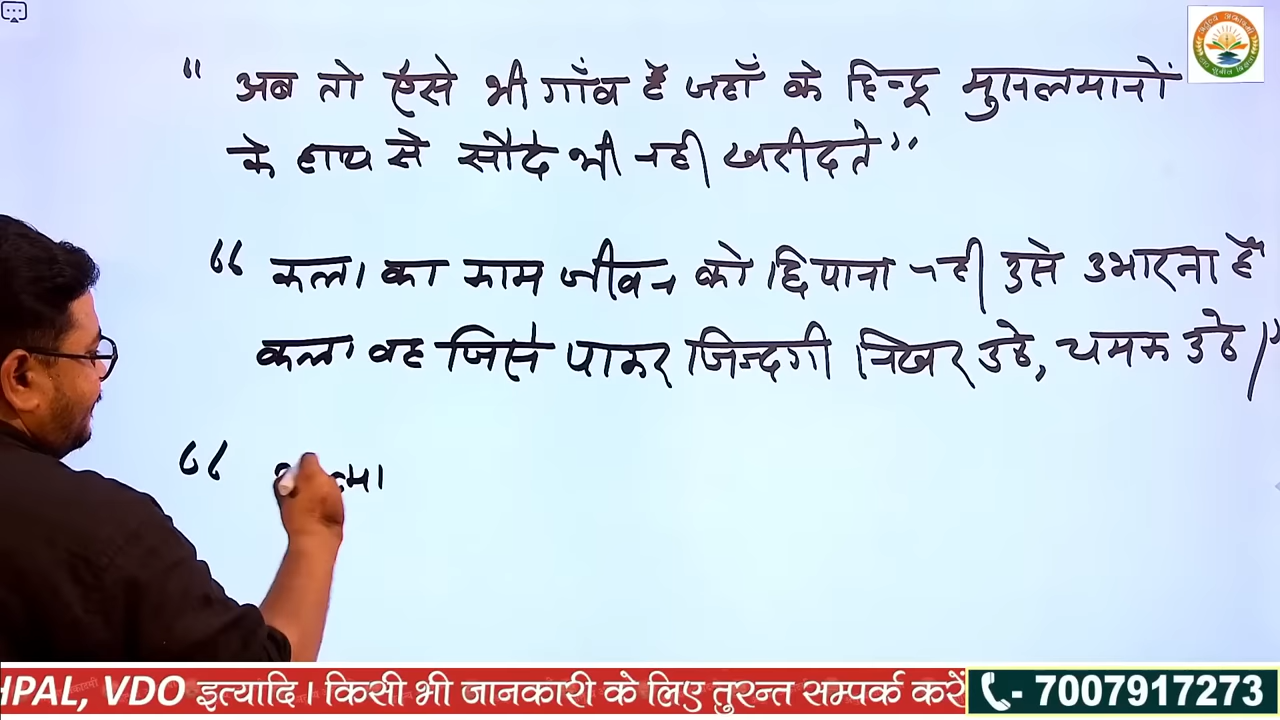 “ अब तो ऐसे भी गाँव हैं जहाँ के हिन्दू मुसलमानों
के हाथ से सौदे भी नही खरीदते”
“ कला का काम जीवन को छिपाना नही उसे उभारना हैं
कला वह जिसे पाकर जिन्दगी निखर उठे, चमक उठे।”
“
HPAL, VDO इत्यादि । किसी भी जानकारी के लिए तुरन्त सम्पर्क करें
- 7007917273